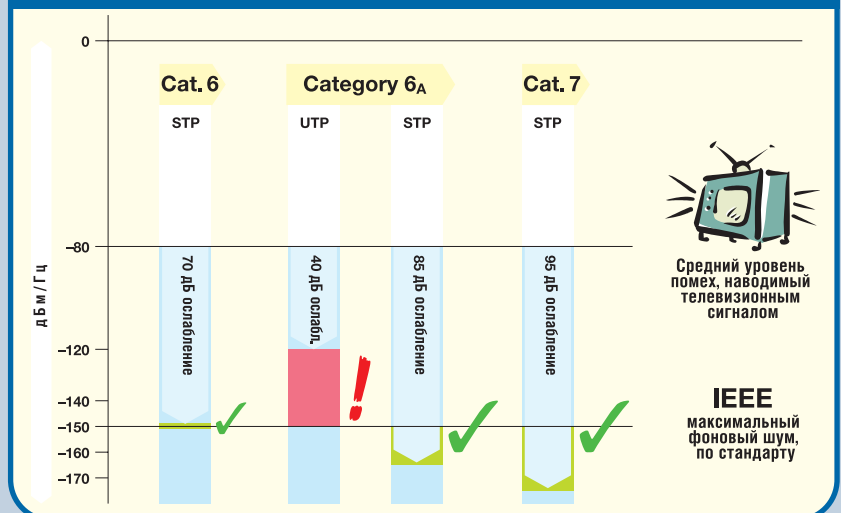 0
Cat. 6
Category 6A
Cat. 7
STP
UTP
STP
STP
–80
70 дБ ослабление
40 дБ ослабл.
85 дБ ослабление
95 дБ ослабление
Средний уровень
помех, наводимый
телевизионным
сигналом
дБм/Гц
–120
!
–140
–150
–160
–170
IEEE
максимальный
фоновый шум,
по стандарту